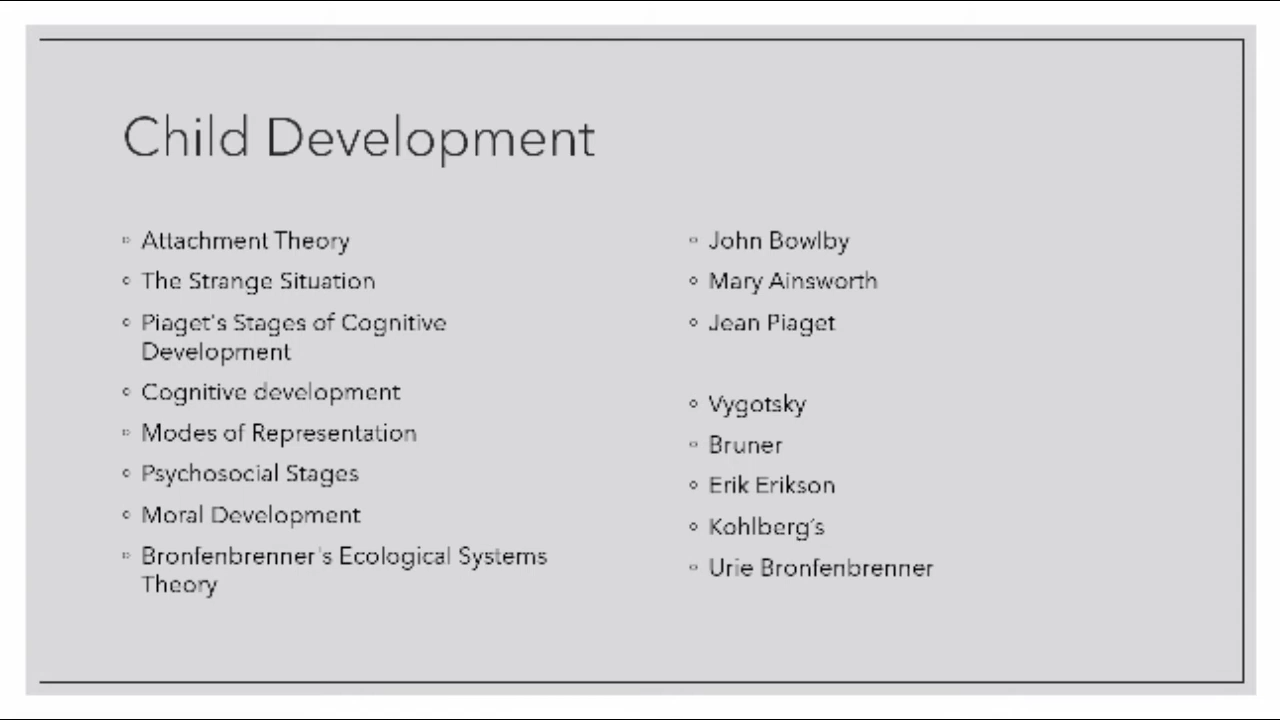 Child Development
Attachment Theory
The Strange Situation
Piaget's Stages of Cognitive
Development
Cognitive development
Modes of Representation
Psychosocial Stages
Moral Development
Bronfenbrenner's Ecological Systems
Theory
John Bowlby
Mary Ainsworth
Jean Piaget
Vygotsky
Bruner
Erik Erikson
Kohlberg's
Urie Bronfenbrenner